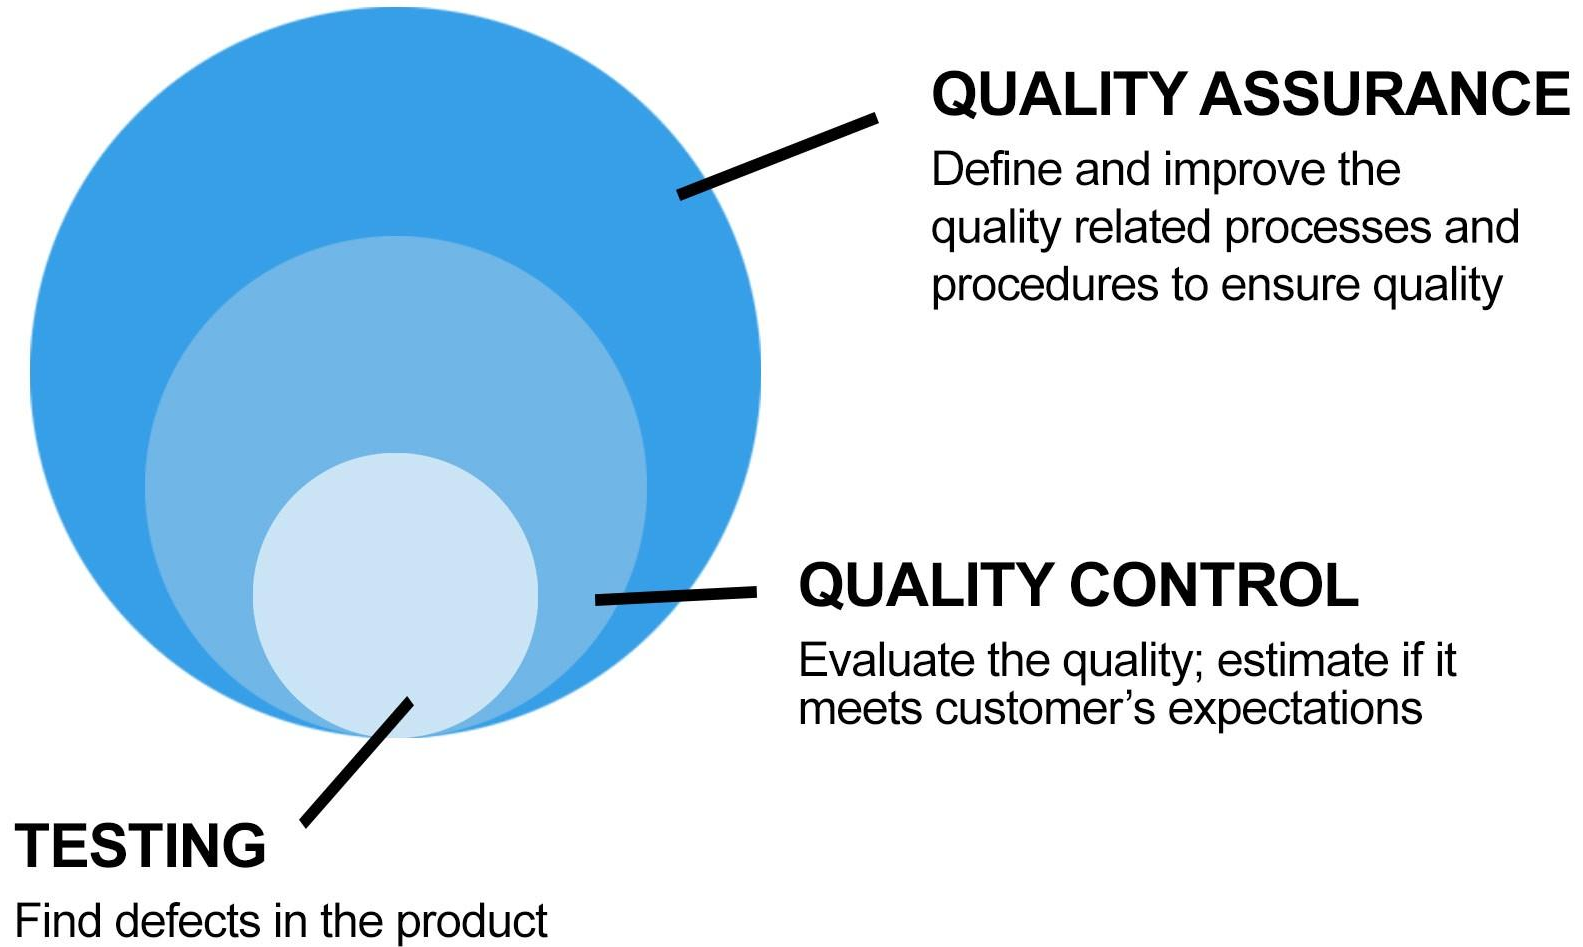 QUALITY ASSURANCE
Define and improve the
quality related processes and
procedures to ensure quality
QUALITY CONTROL
Evaluate the quality; estimate if it
meets customer’s expectations
TESTING
Find defects in the product